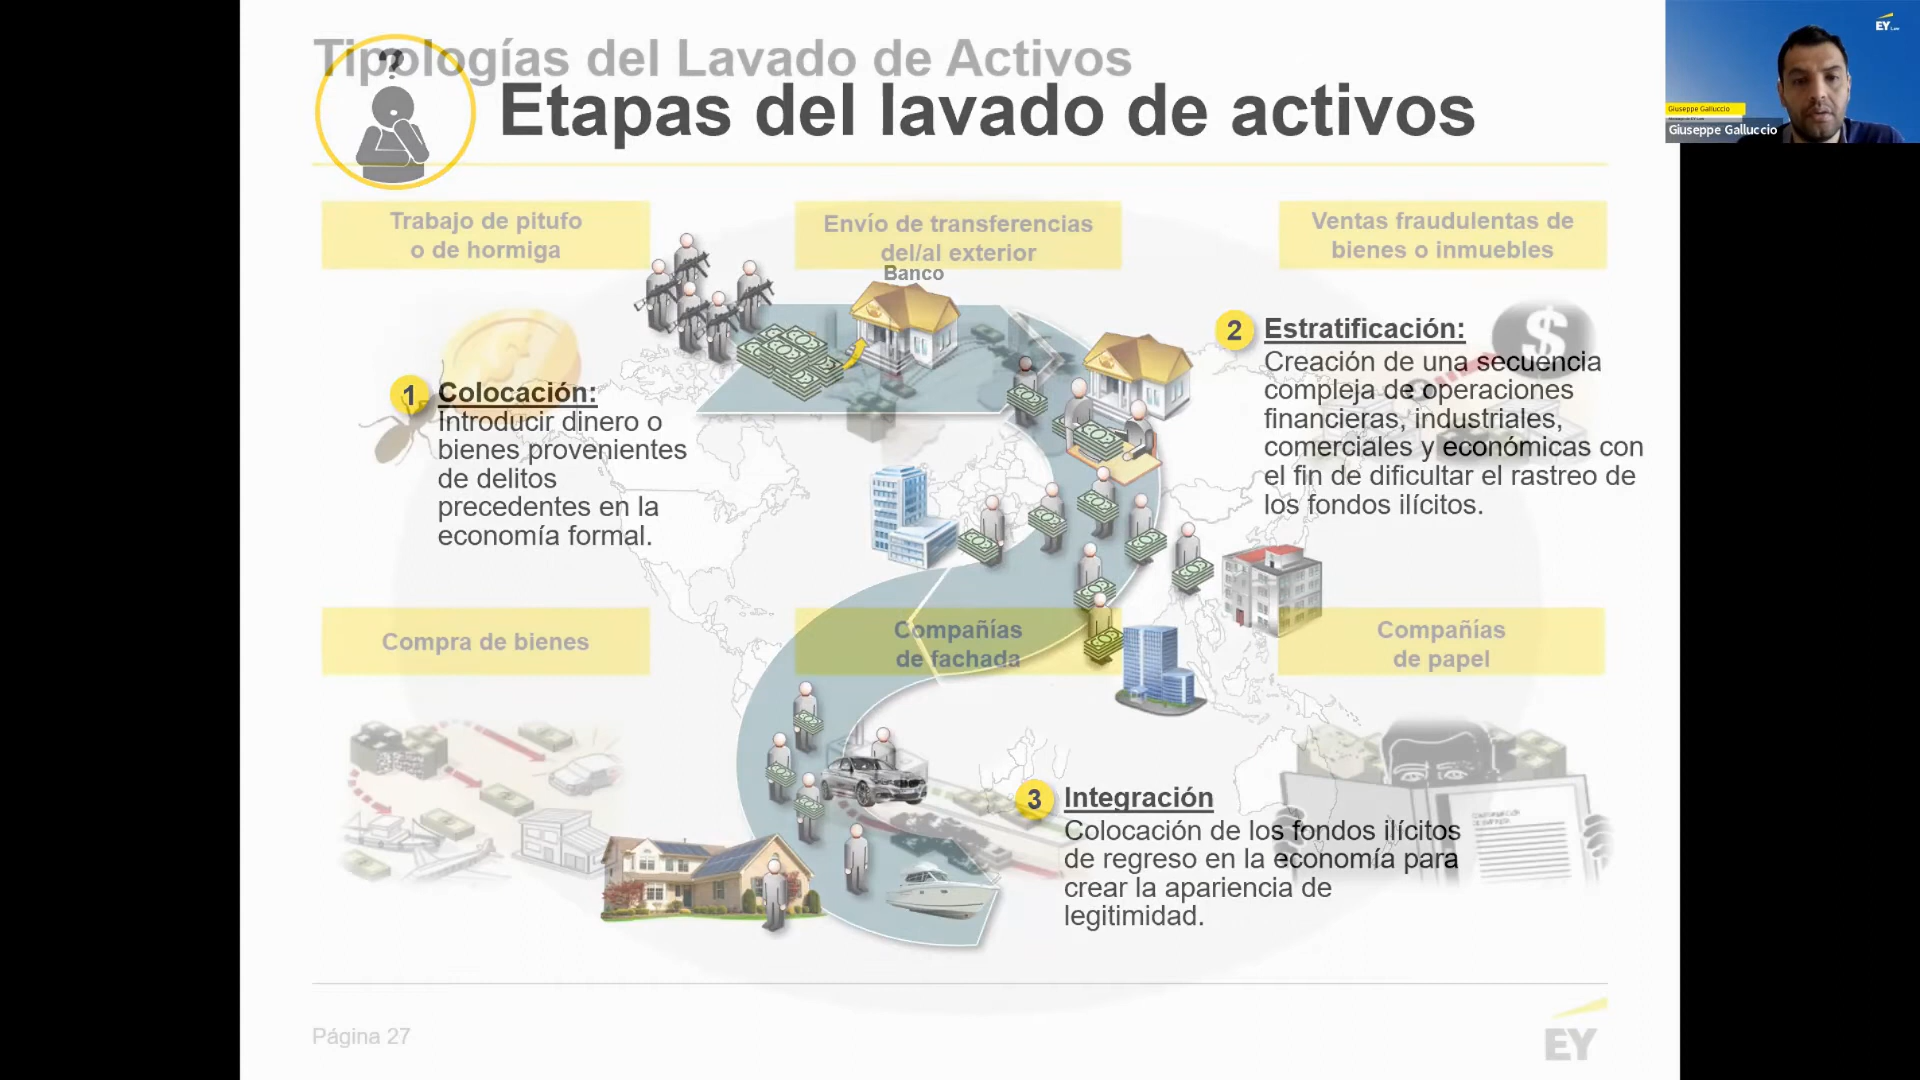 Tipologías del Lavado de Activos
Etapas del lavado de activos
Trabajo de pitufo
o de hormiga
Envío de transferencias
del/al exterior
Ventas fraudulentas de
bienes o inmuebles
Banco
1 Colocación:
Introducir dinero o
bienes provenientes
de delitos
precedentes en la
economía formal.
2 Estratificación:
Creación de una secuencia
compleja de operaciones
financieras, industriales,
comerciales y económicas con
el fin de dificultar el rastreo de
los fondos ilícitos.
Compra de bienes
Compañías
de fachada
Compañías
de papel
3 Integración
Colocación de los fondos ilícitos
de regreso en la economía para
crear la apariencia de
legitimidad.
Página 27
EY
EY
Giuseppe Galluccio
Giuseppe Galluccio
?
$